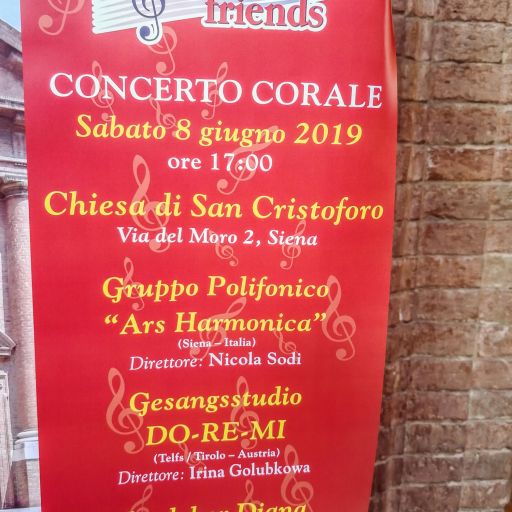 friends
CONCERTO CORALE
Sabato 8 giugno 2019
ore 17:00
Chiesa di San Cristoforo
Via del Moro 2, Siena
Gruppo Polifonico
“Ars Harmonica”
(Siena – Italia)
Direttore: Nicola Sodi
Gesangsstudio
DO-RE-MI
(Telfs / Tirolo – Austria)
Direttore: Irina Golubkowa
Diana